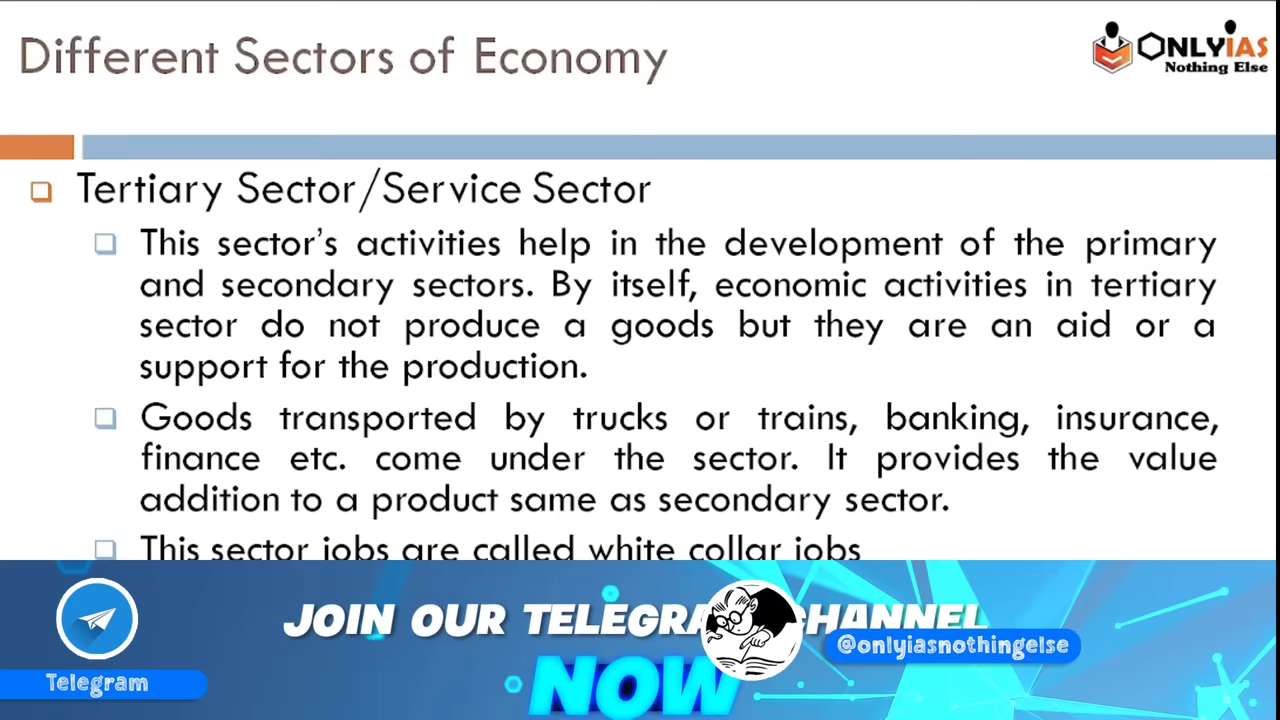 Different Sectors of Economy
ONLYIAS
Nothing Else
Tertiary Sector/Service Sector
This sector's activities help in the development of the primary
and secondary sectors. By itself, economic activities in tertiary
sector do not produce a goods but they are an aid or a
support for the production.
Goods transported by trucks or trains, banking, insurance,
finance etc. come under the sector. It provides the value
addition to a product same as secondary sector.
This sector jobs are called white collar jobs
JOIN OUR TELEGRAM CHANNEL
@onlyiasnothingelse
Telegram
NOW